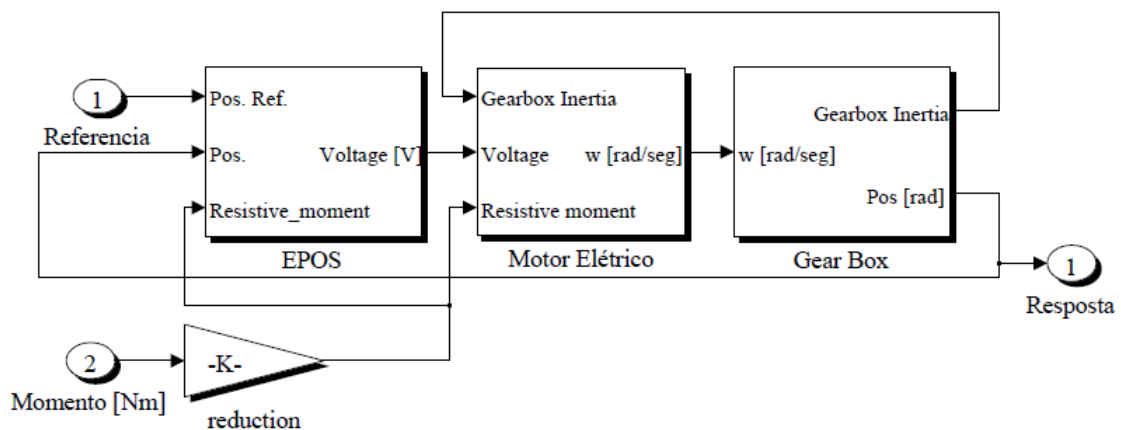 1
Referencia
Pos. Ref.
Pos.
Voltage [V]
Resistive_moment
EPOS
Gearbox Inertia
Voltage
w [rad/seg]
Resistive moment
Motor Elétrico
Gearbox Inertia
w [rad/seg]
Pos [rad]
Gear Box
1
Resposta
2
Momento [Nm]
-K-
reduction